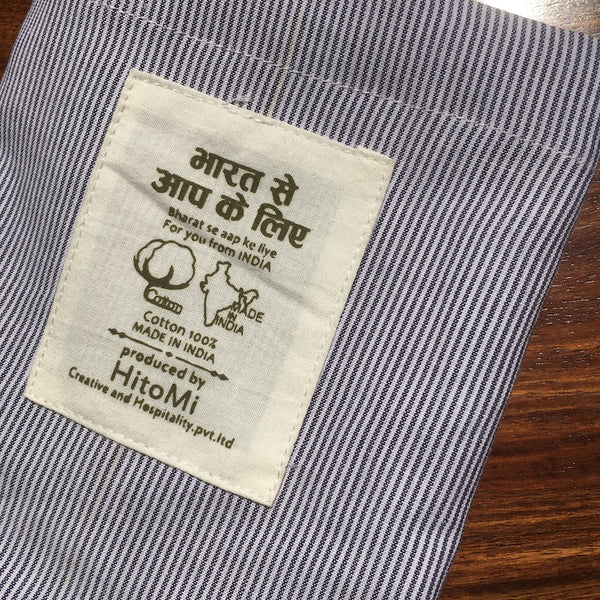 भारत से
आप के लिए
Bharat se aap ke liye
For you from INDIA
Cotton
MADE
IN
INDIA
Cotton 100%
MADE IN INDIA
produced by
HitoMi
Creative and Hospitality.pvt.ltd